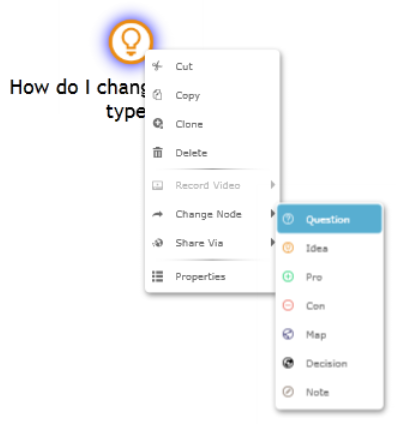 How do I chang
type
Cut
Copy
Clone
Delete
Record Video
Change Node
Share Via
Properties
Question
Idea
Pro
Con
Map
Decision
Note